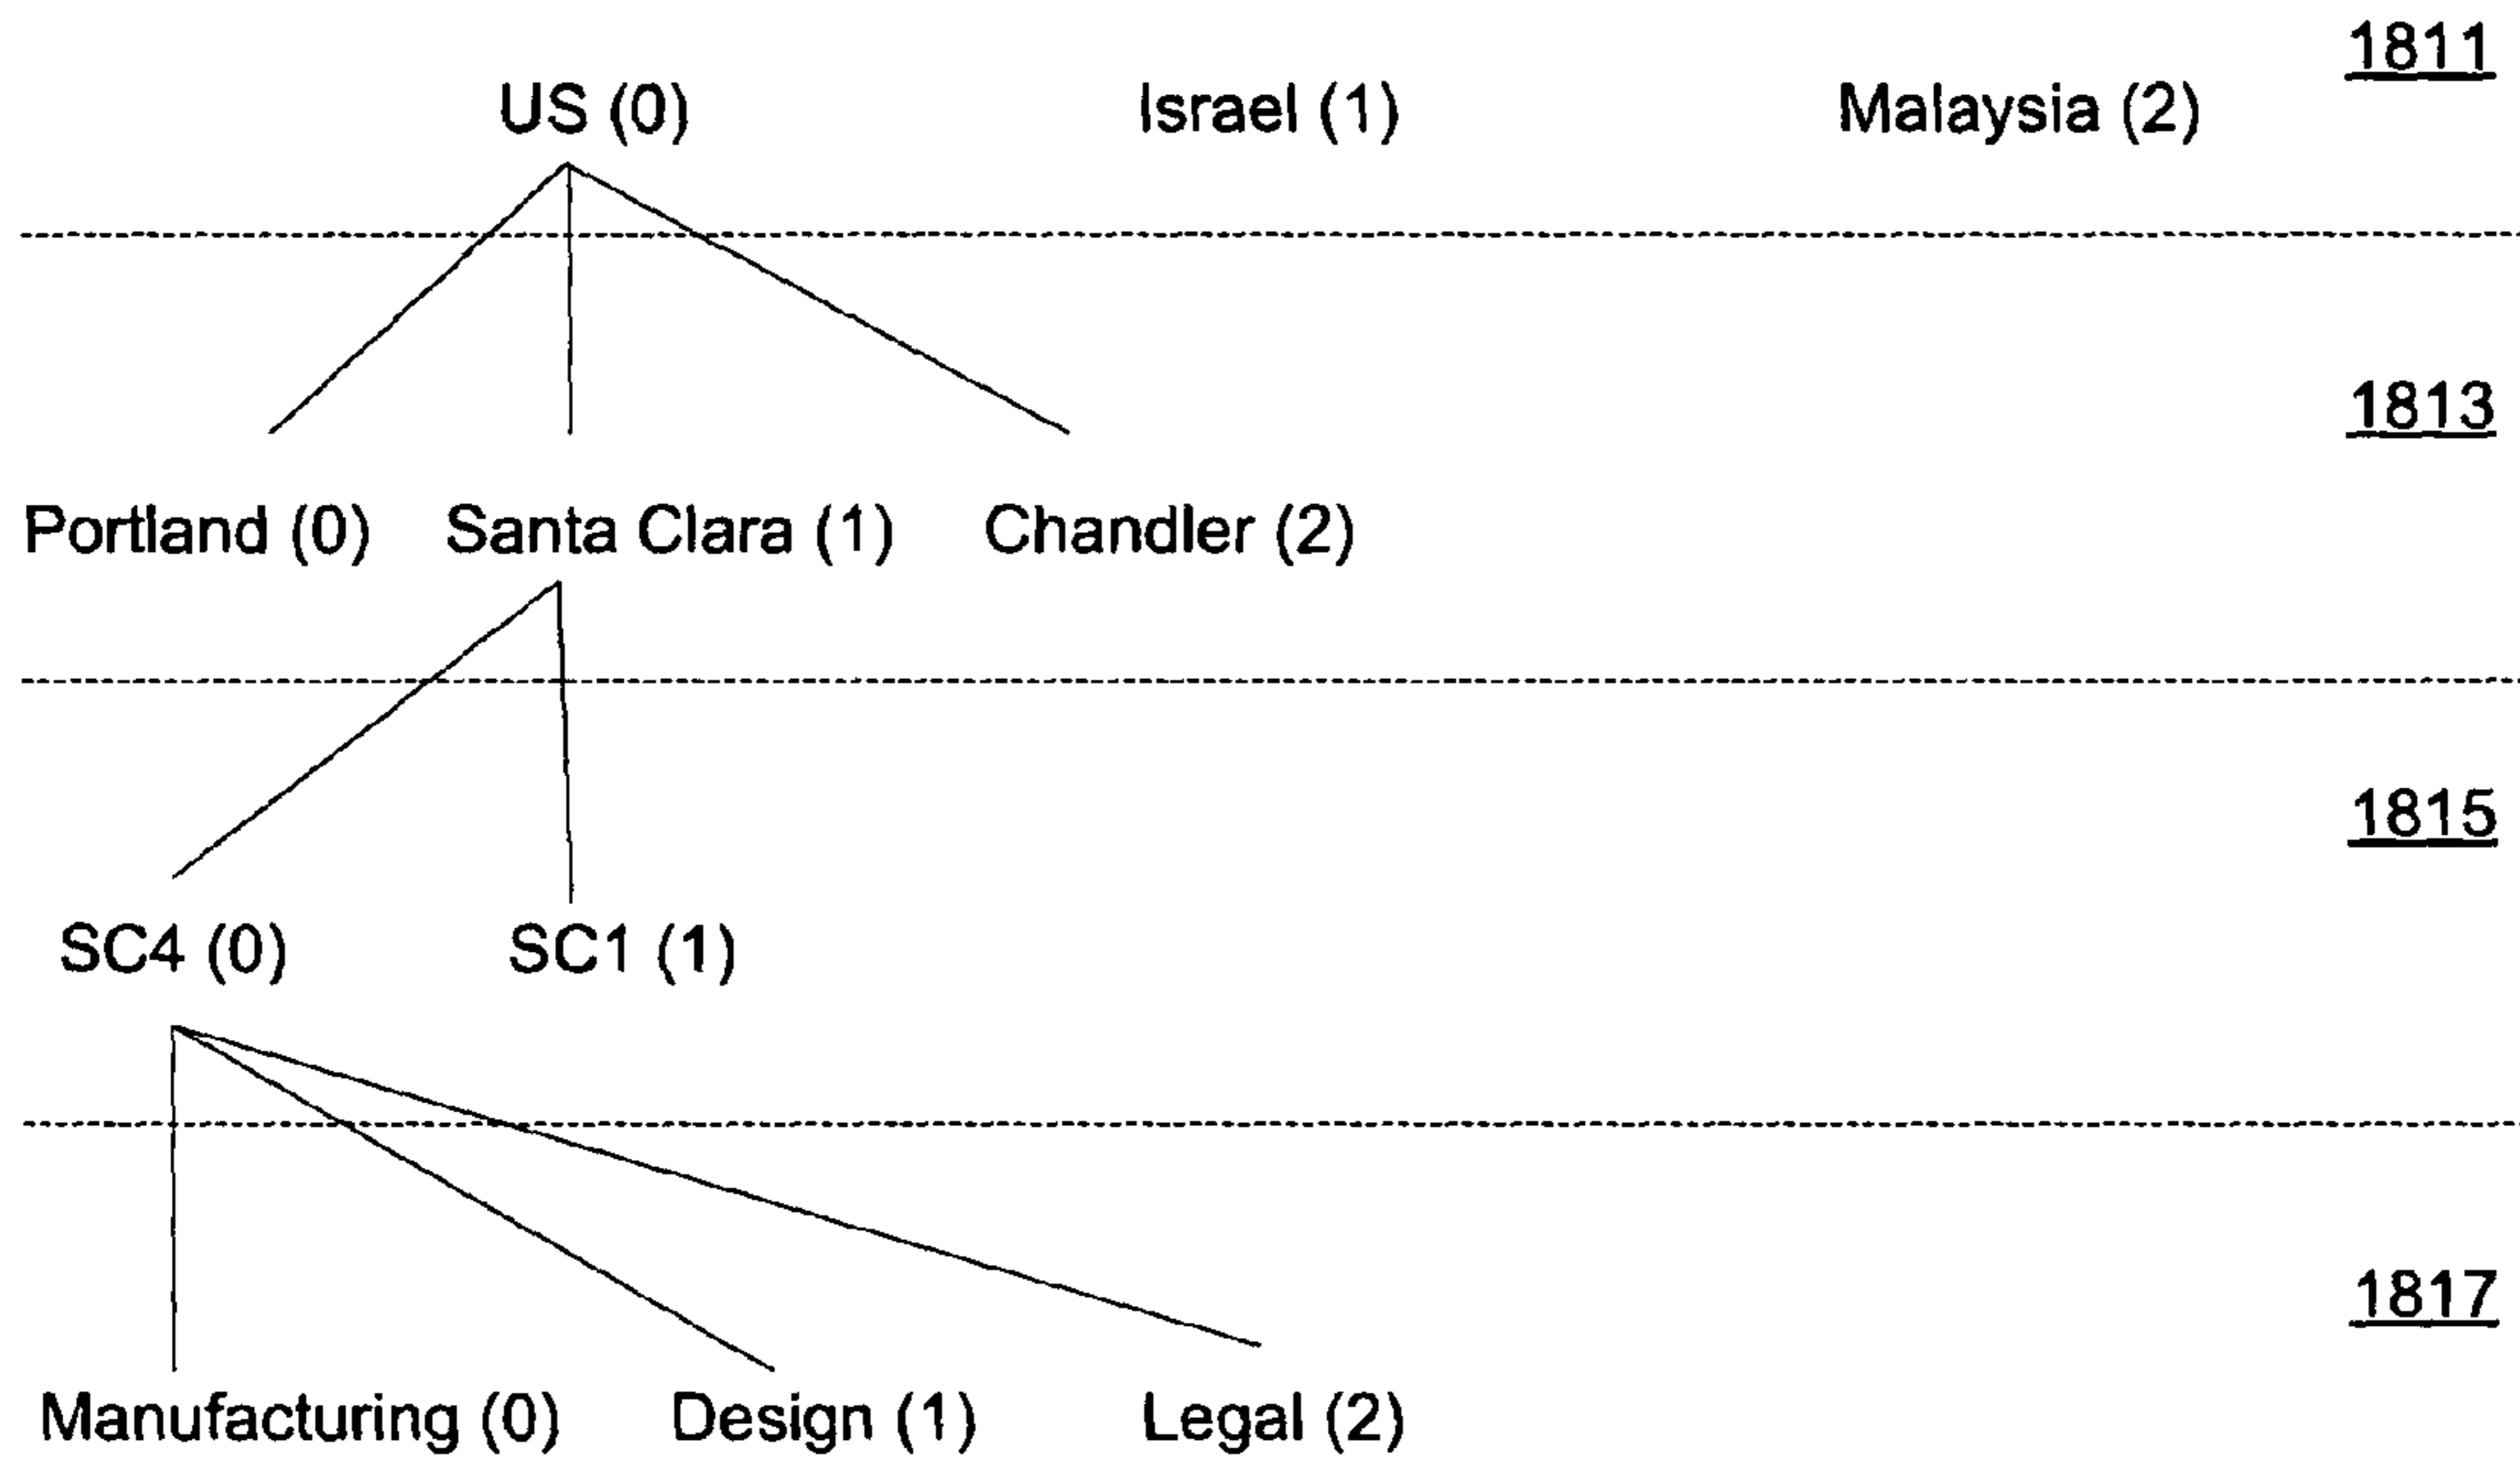 1811
US (0) Israel (1) Malaysia (2)
1813
Portland (0) Santa Clara (1) Chandler (2)
1815
SC4 (0) SC1 (1)
1817
Manufacturing (0) Design (1) Legal (2)